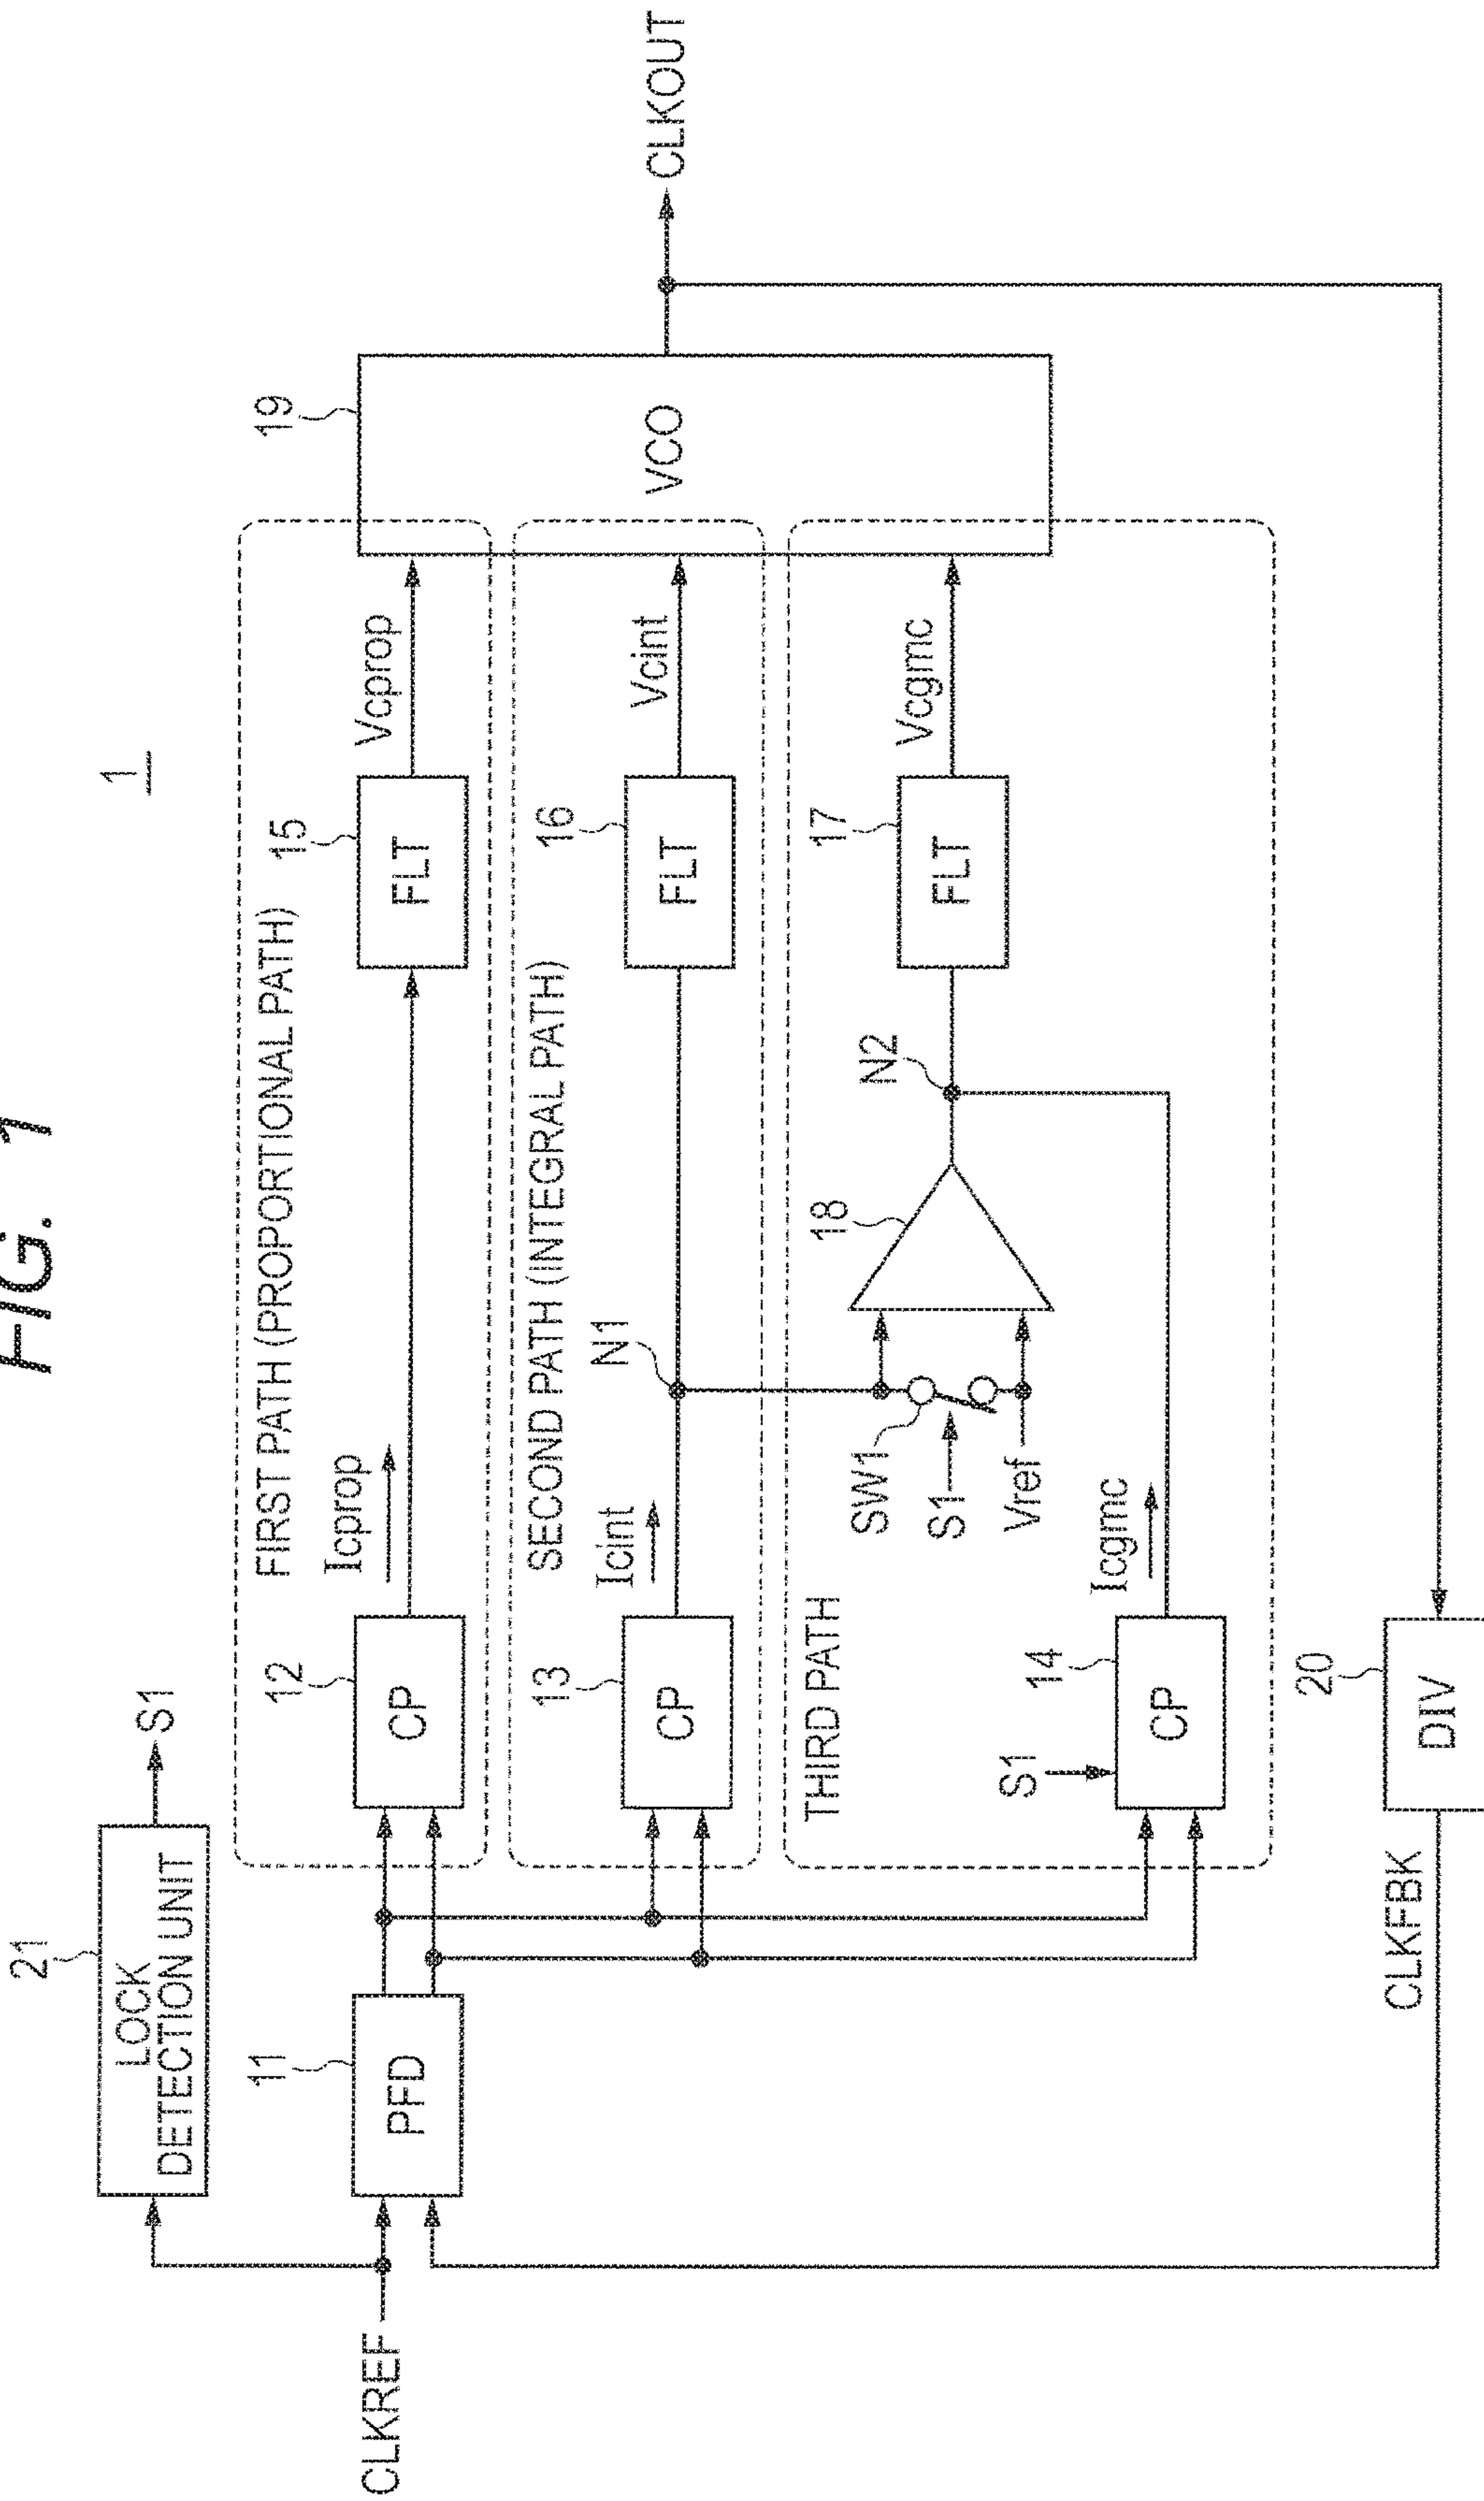 FIG. 1
1
21
LOCK
DETECTION UNIT
S1
CLKREF
11
PFD
FIRST PATH (PROPORTIONAL PATH)
12
CP
Icprop
15
FLT
Vcprop
19
VCO
CLKOUT
SECOND PATH (INTEGRAL PATH)
13
CP
Icint
N1
16
FLT
Vcint
THIRD PATH
SW1
S1
Vref
18
N2
17
FLT
Vcgmc
S1
14
CP
Icgmc
CLKFBK
20
DIV